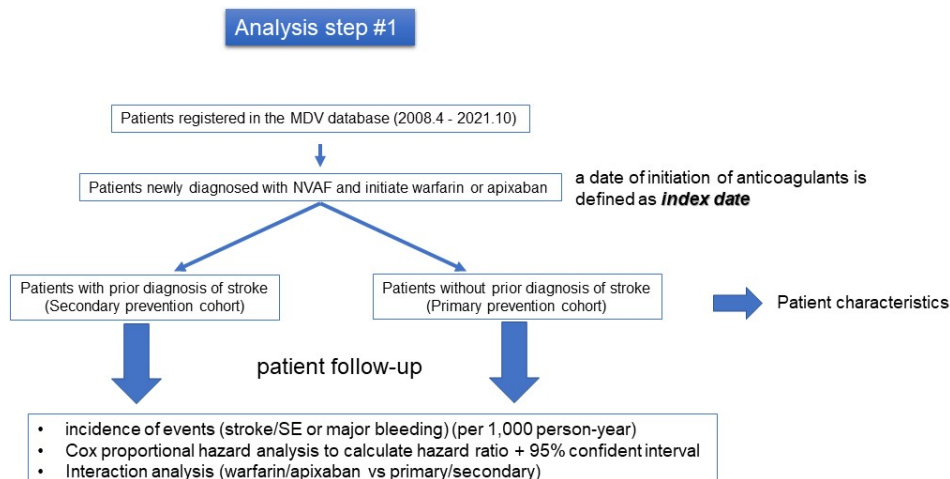 Analysis step #1
Patients registered in the MDV database (2008.4 - 2021.10)
Patients newly diagnosed with NVAF and initiate warfarin or apixaban
a date of initiation of anticoagulants is
defined as index date
Patients with prior diagnosis of stroke
(Secondary prevention cohort)
Patients without prior diagnosis of stroke
(Primary prevention cohort)
Patient characteristics
patient follow-up
• incidence of events (stroke/SE or major bleeding) (per 1,000 person-year)
• Cox proportional hazard analysis to calculate hazard ratio + 95% confident interval
• Interaction analysis (warfarin/apixaban vs primary/secondary)